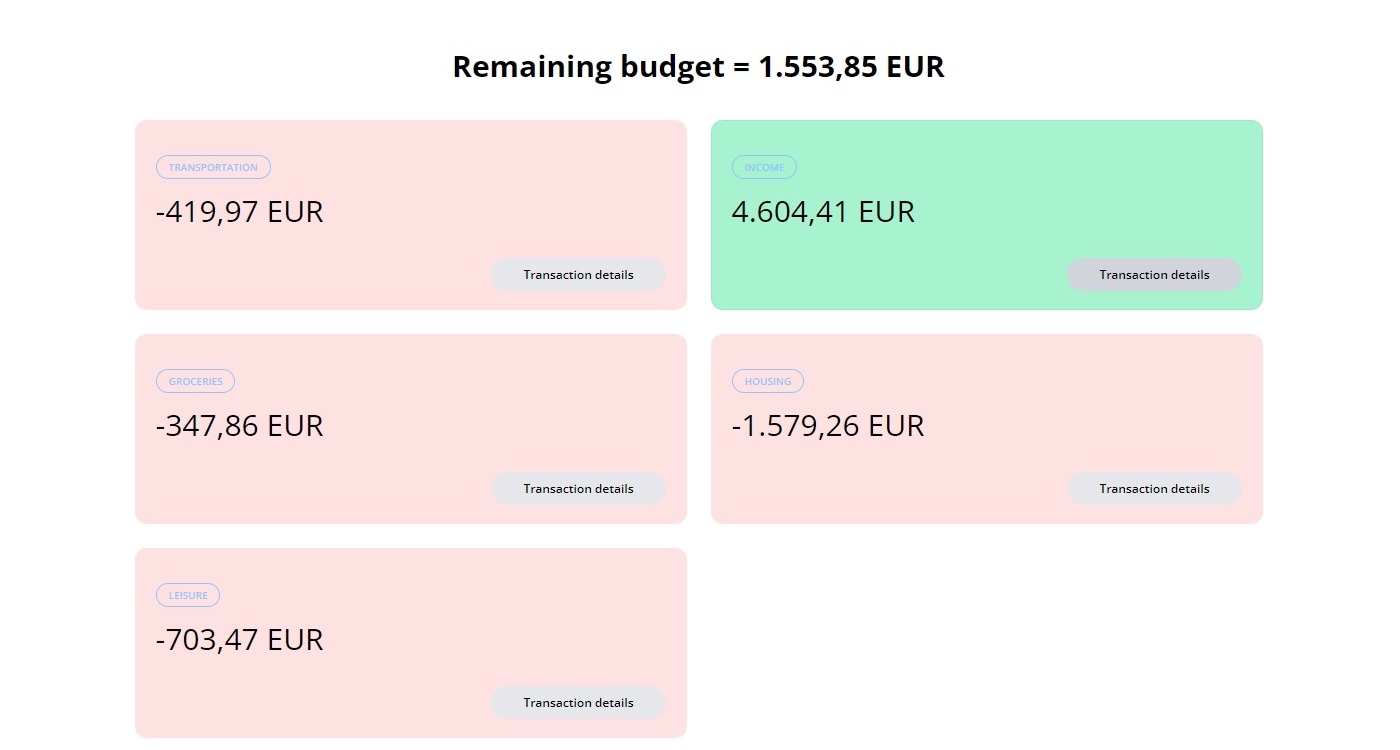 Remaining budget = 1.553,85 EUR
TRANSPORTATION
-419,97 EUR
Transaction details
INCOME
4.604,41 EUR
Transaction details
GROCERIES
-347,86 EUR
Transaction details
HOUSING
-1.579,26 EUR
Transaction details
LEISURE
-703,47 EUR
Transaction details